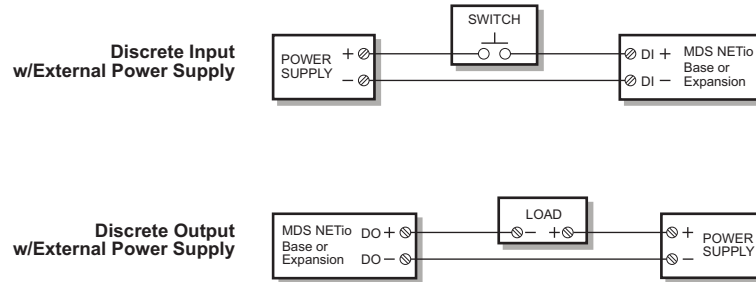 SWITCH
Discrete Input
w/External Power Supply
POWER
SUPPLY
+
−
DI +
DI −
MDS NETio
Base or
Expansion
Discrete Output
w/External Power Supply
MDS NETio
Base or
Expansion
DO +
DO −
LOAD
− +
+
−
POWER
SUPPLY